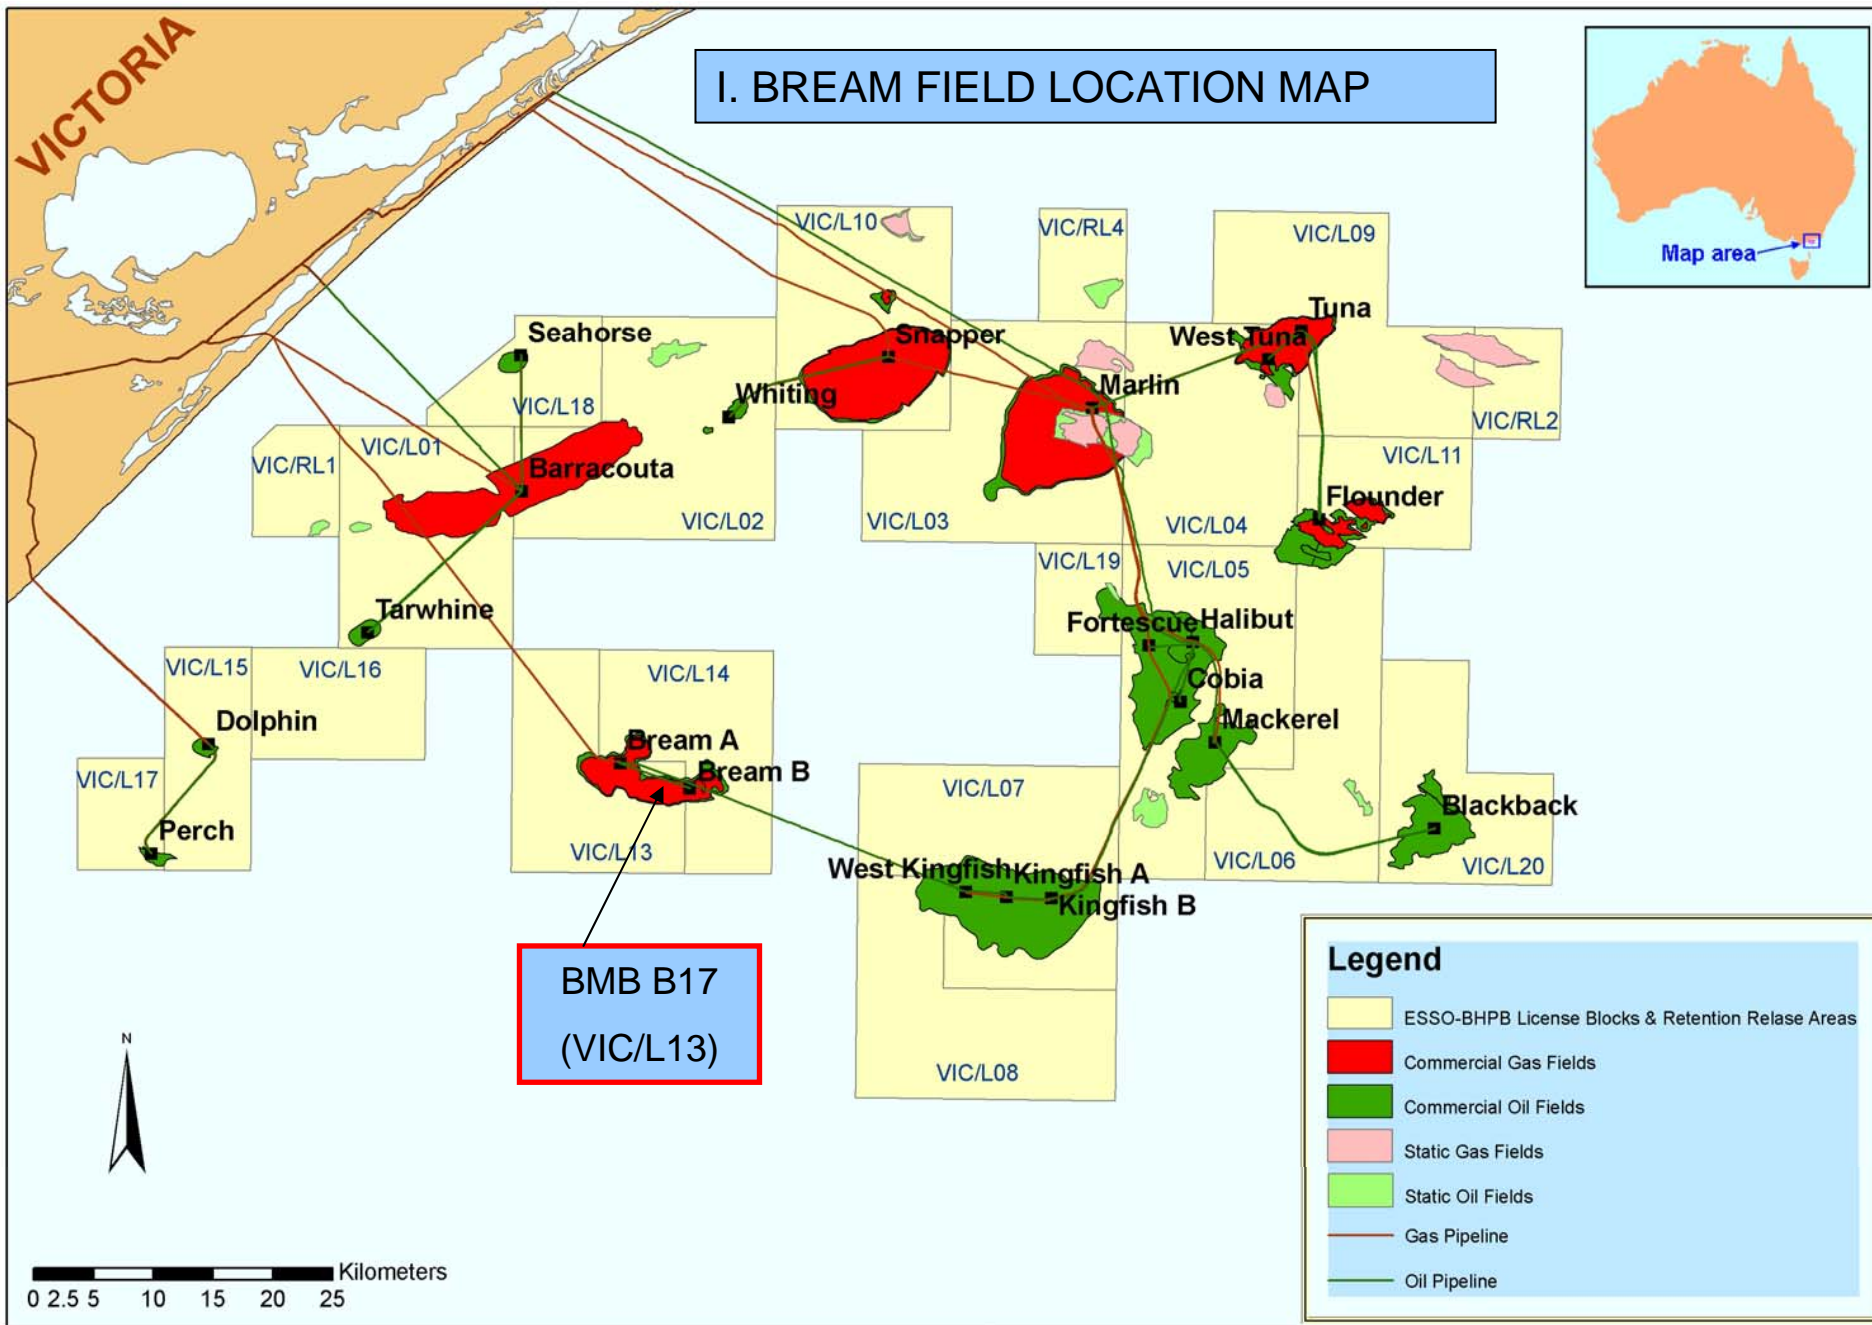 VICTORIA
I. BREAM FIELD LOCATION MAP
Map area
VIC/L10
VIC/RL4
VIC/L09
Seahorse
Snapper
Tuna
West Tuna
Whiting
Marlin
VIC/L18
VIC/RL2
VIC/RL1
VIC/L01
Barracouta
VIC/L11
Flounder
VIC/L02
VIC/L03
VIC/L04
VIC/L19
VIC/L05
Tarwhine
Fortescue
Halibut
VIC/L15
VIC/L16
VIC/L14
Cobia
Dolphin
Mackerel
Bream A
Bream B
VIC/L17
VIC/L07
Perch
Blackback
VIC/L13
VIC/L06
VIC/L20
West Kingfish
Kingfish A
Kingfish B
BMB B17
(VIC/L13)
VIC/L08
N
Kilometers
0 2.5 5 10 15 20 25
Legend
ESSO-BHPB License Blocks & Retention Relase Areas
Commercial Gas Fields
Commercial Oil Fields
Static Gas Fields
Static Oil Fields
Gas Pipeline
Oil Pipeline